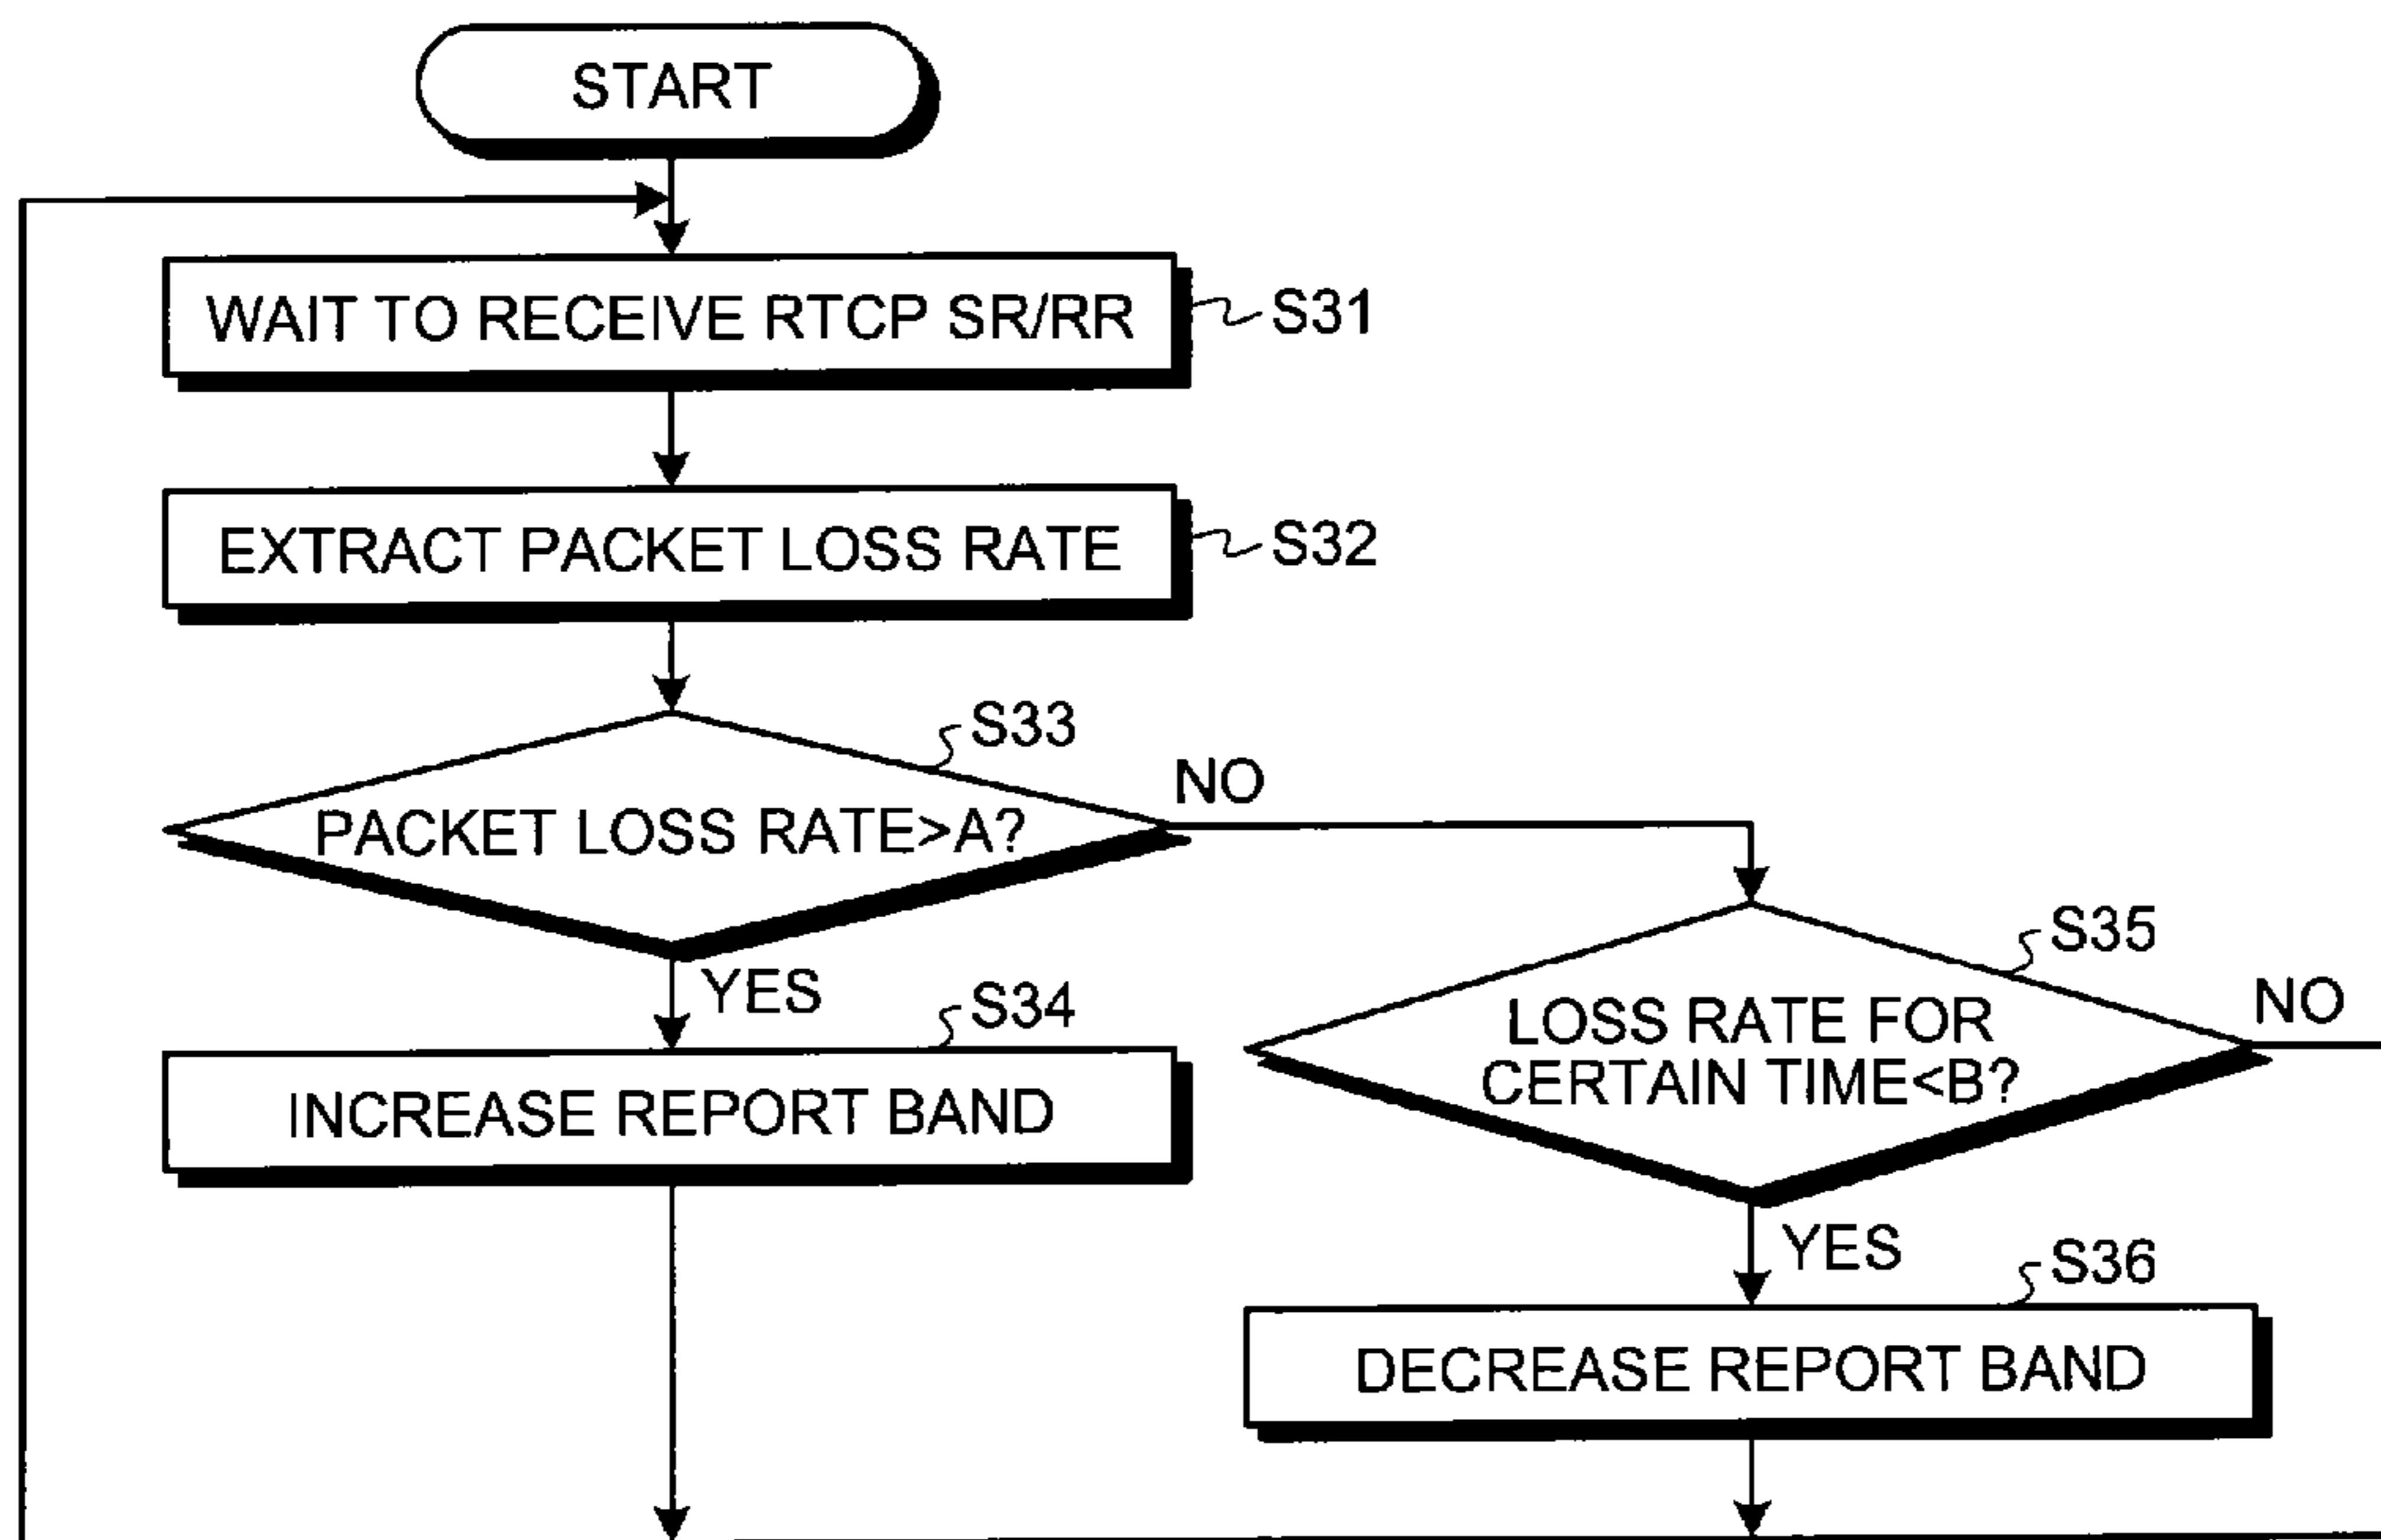 START
WAIT TO RECEIVE RTCP SR/RR
S31
EXTRACT PACKET LOSS RATE
S32
S33
PACKET LOSS RATE>A?
NO
YES
S34
INCREASE REPORT BAND
S35
LOSS RATE FOR
CERTAIN TIME<B?
NO
YES
S36
DECREASE REPORT BAND